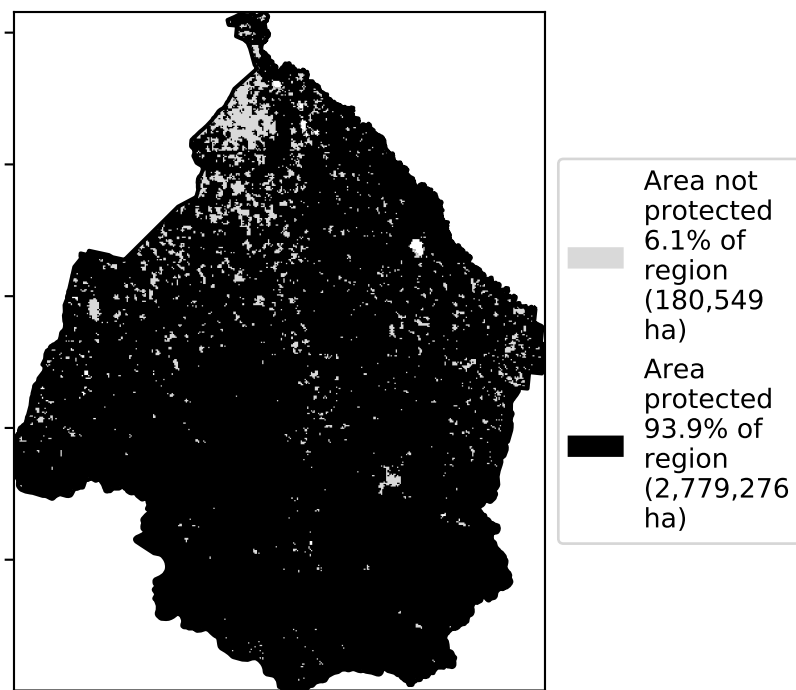 Area not
protected
6.1% of
region
(180,549
ha)
Area
protected
93.9% of
region
(2,779,276
ha)